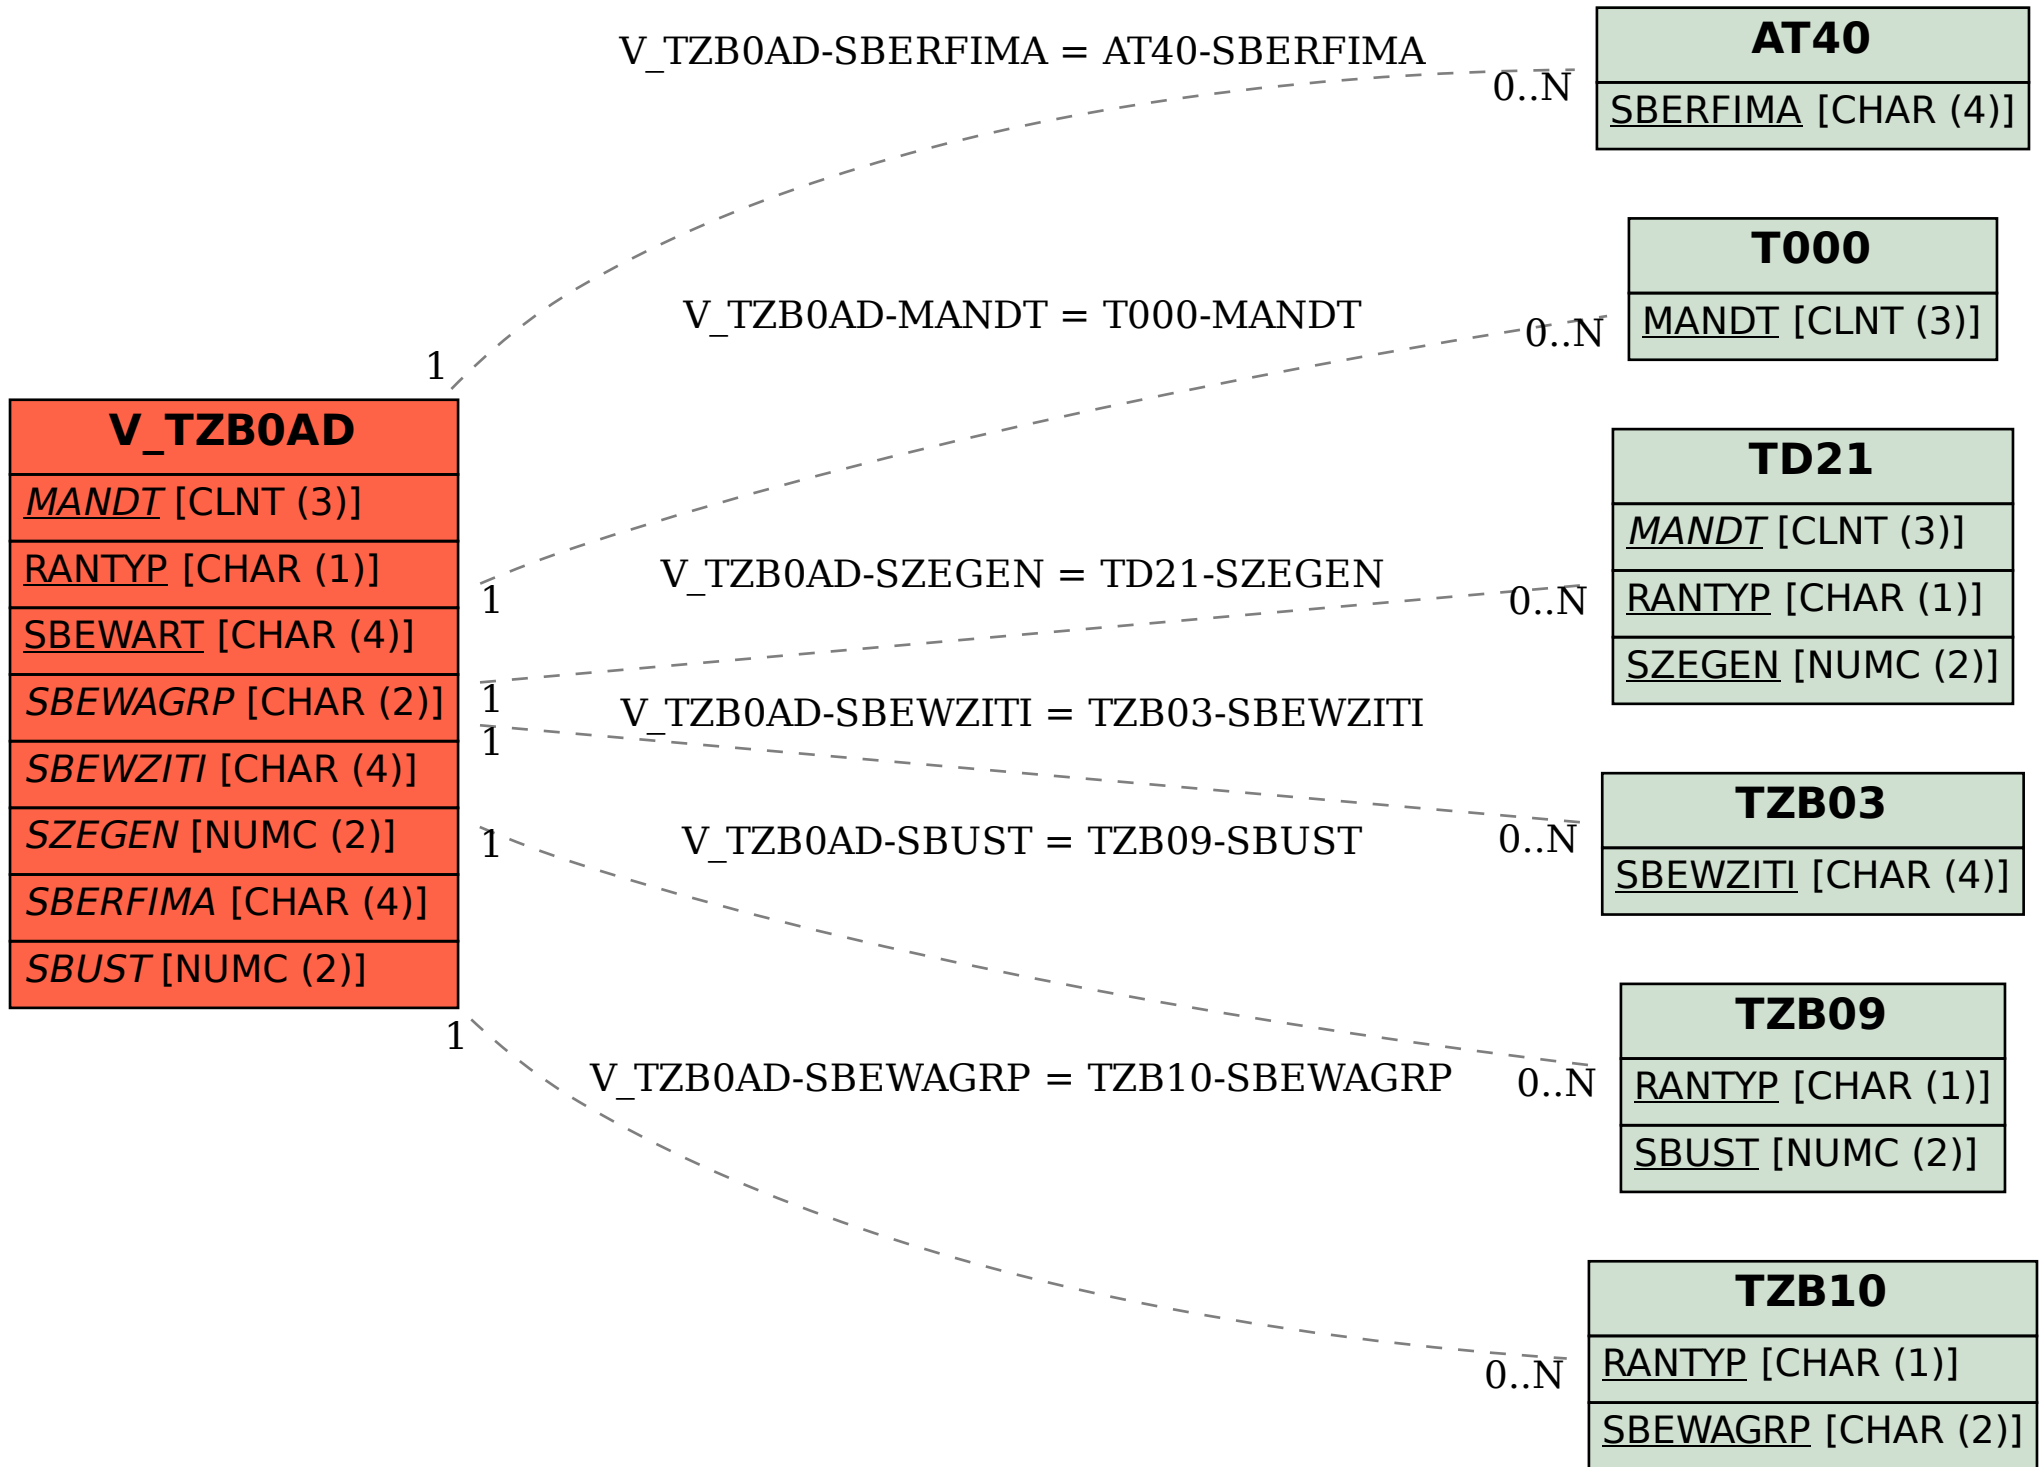 V_TZB0AD
MANDT [CLNT (3)]
RANTYP [CHAR (1)]
SBEWART [CHAR (4)]
SBEWAGRP [CHAR (2)]
SBEWZITI [CHAR (4)]
SZEGEN [NUMC (2)]
SBERFIMA [CHAR (4)]
SBUST [NUMC (2)]
V_TZB0AD-SBERFIMA = AT40-SBERFIMA
1
0..N
V_TZB0AD-MANDT = T000-MANDT
1
0..N
V_TZB0AD-SZEGEN = TD21-SZEGEN
1
0..N
V_TZB0AD-SBEWZITI = TZB03-SBEWZITI
1
0..N
V_TZB0AD-SBUST = TZB09-SBUST
1
0..N
V_TZB0AD-SBEWAGRP = TZB10-SBEWAGRP
1
0..N
AT40
SBERFIMA [CHAR (4)]
T000
MANDT [CLNT (3)]
TD21
MANDT [CLNT (3)]
RANTYP [CHAR (1)]
SZEGEN [NUMC (2)]
TZB03
SBEWZITI [CHAR (4)]
TZB09
RANTYP [CHAR (1)]
SBUST [NUMC (2)]
TZB10
RANTYP [CHAR (1)]
SBEWAGRP [CHAR (2)]